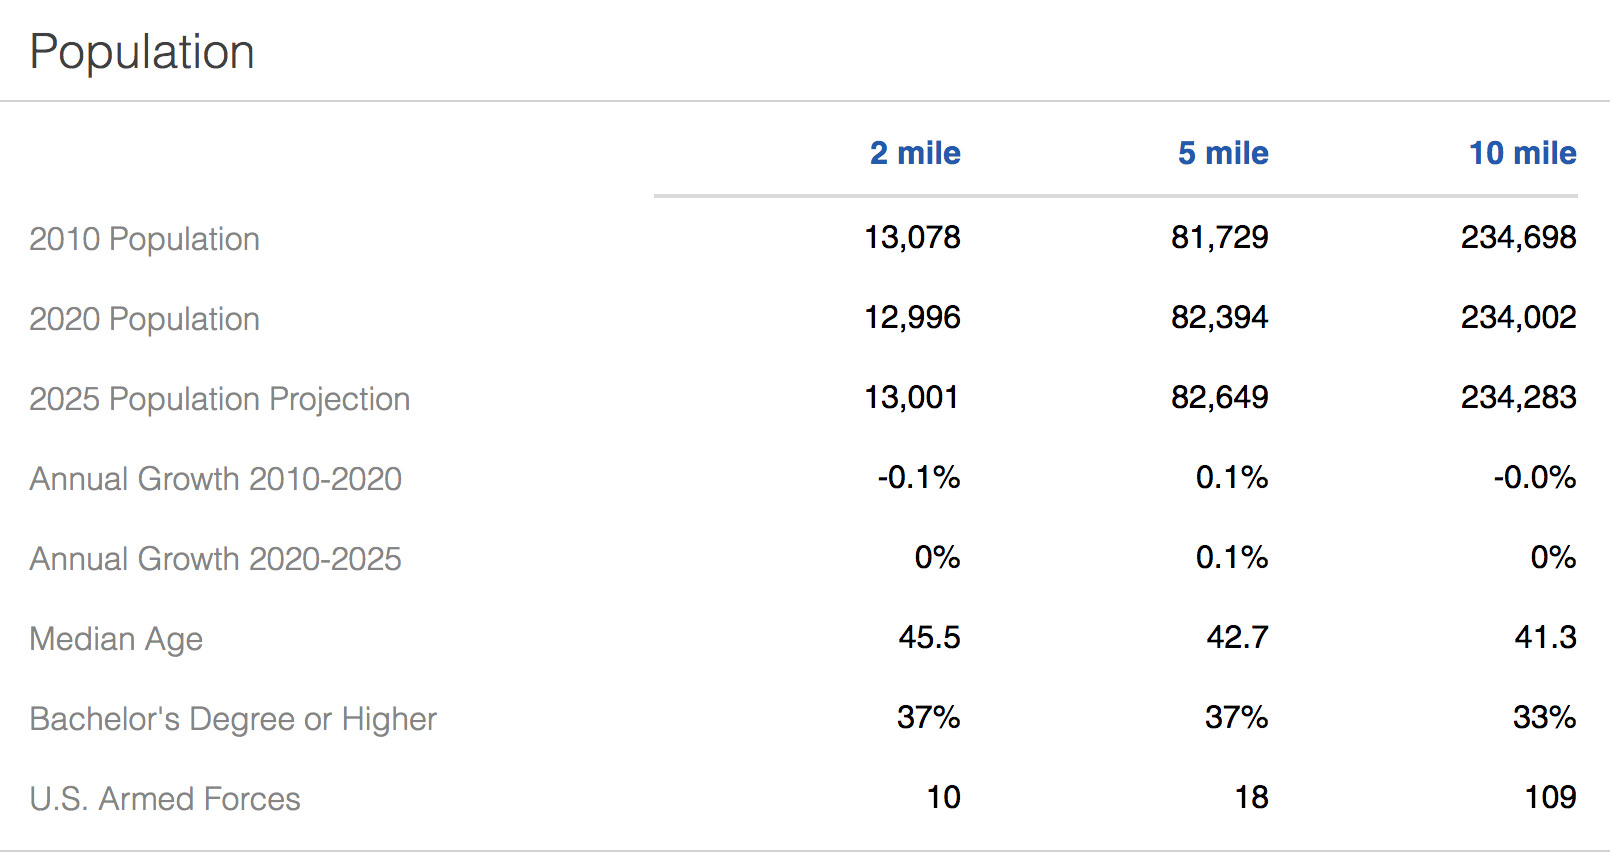 Population
2 mile 5 mile 10 mile
2010 Population 13,078 81,729 234,698
2020 Population 12,996 82,394 234,002
2025 Population Projection 13,001 82,649 234,283
Annual Growth 2010-2020 -0.1% 0.1% -0.0%
Annual Growth 2020-2025 0% 0.1% 0%
Median Age 45.5 42.7 41.3
Bachelor's Degree or Higher 37% 37% 33%
U.S. Armed Forces 10 18 109